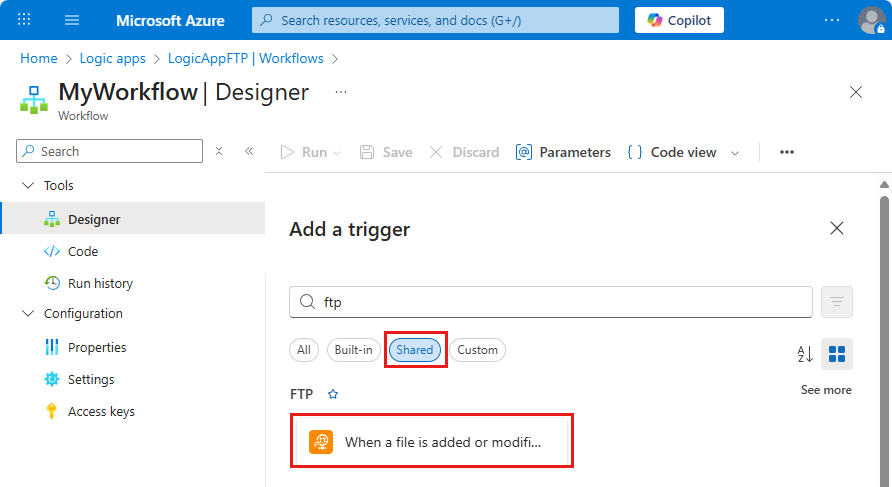 Microsoft Azure
Search resources, services, and docs (G+/)
Copilot
Home > Logic apps > LogicAppFTP | Workflows >
MyWorkflow | Designer ...
Workflow
Search
Run
Save
Discard
Parameters
Code view
Tools
Designer
Code
Run history
Configuration
Properties
Settings
Access keys
Add a trigger
ftp
All
Built-in
Shared
Custom
FTP
See more
When a file is added or modifi...